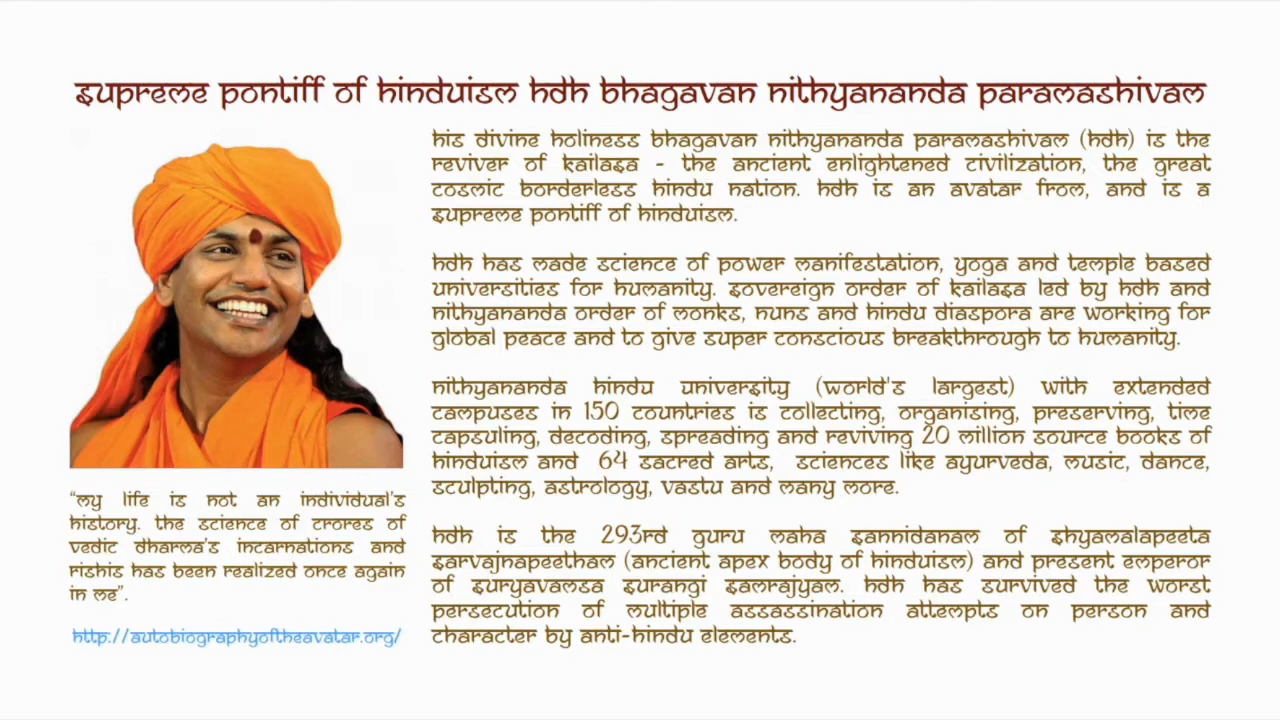 supreme pontiff of hinduism hdh bhagavan nithyananda paramashivam
his divine holiness bhagavan nithyananda paramashivam (hdh) is the
reviver of kailasa - the ancient enlightened civilization, the great
cosmic borderless hindu nation. hdh is an avatar from, and is a
supreme pontiff of hinduism.
hdh has made science of power manifestation, yoga and temple based
universities for humanity. sovereign order of kailasa led by hdh and
nithyananda order of monks, nuns and hindu diaspora are working for
global peace and to give super conscious breakthrough to humanity.
nithyananda hindu university (world's largest) with extended
campuses in 150 countries is collecting, organising, preserving, time
capsuling, decoding, spreading and reviving 20 million source books of
hinduism and 64 sacred arts, sciences like ayurveda, music, dance,
sculpting, astrology, vastu and many more.
hdh is the 293rd guru maha sannidanam of shyamalapeeta
sarvajnapeetham (ancient apex body of hinduism) and present emperor
of suryavamsa surangi samrajyam. hdh has survived the worst
persecution of multiple assassination attempts on person and
character by anti-hindu elements.
"my life is not an individual's
history. the science of crores of
vedic dharma's incarnations and
rishis has been realized once again
in me".
http://autobiographyoftheavatar.org/